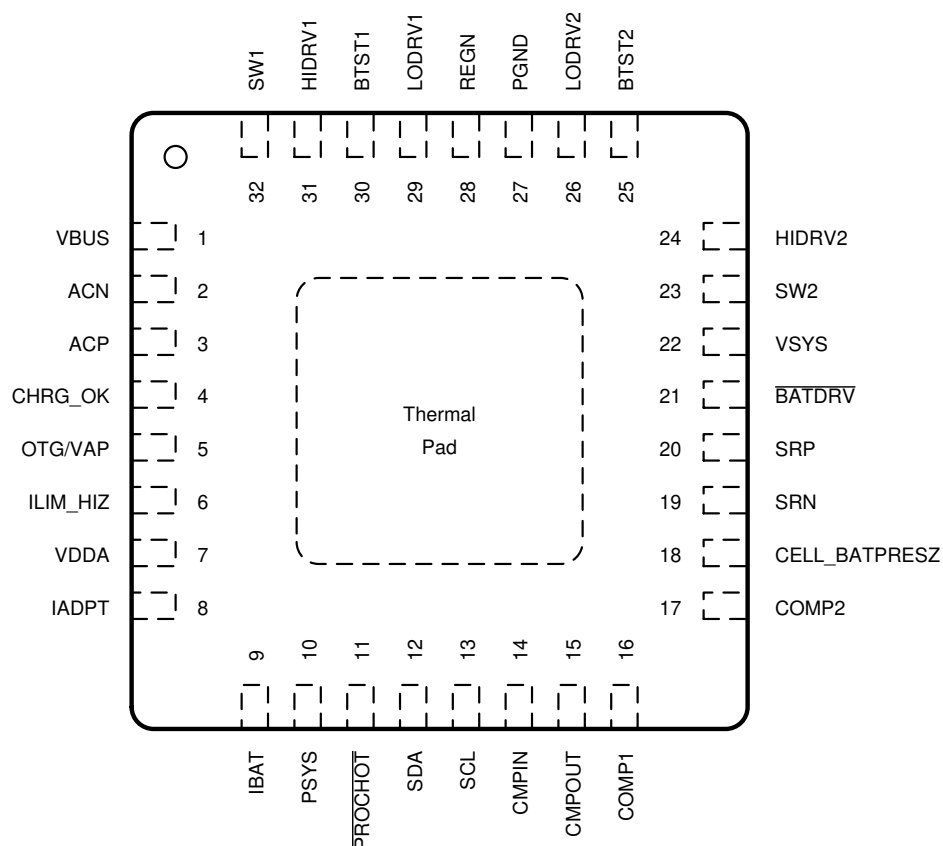 SW1
HIDRV1
BTST1
LODRV1
REGN
PGND
LODRV2
BTST2
32
31
30
29
28
27
26
25
VBUS 1
ACN 2
ACP 3
CHRG_OK 4
OTG/VAP 5
ILIM_HIZ 6
VDDA 7
IADPT 8
Thermal
Pad
24 HIDRV2
23 SW2
22 VSYS
21 BATDRV
20 SRP
19 SRN
18 CELL_BATPRESZ
17 COMP2
9
10
11
12
13
14
15
16
IBAT
PSYS
PROCHOT
SDA
SCL
CMPIN
CMPOUT
COMP1